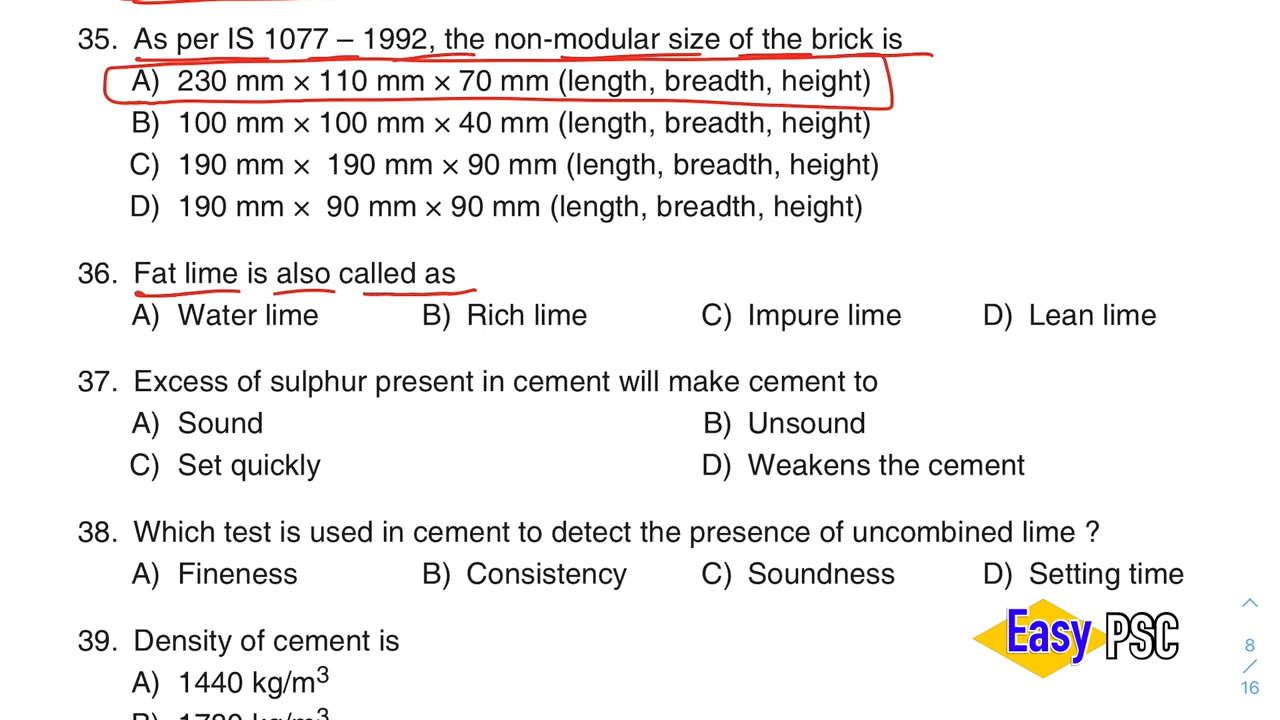 35. As per IS 1077 – 1992, the non-modular size of the brick is
A) 230 mm × 110 mm × 70 mm (length, breadth, height)
B) 100 mm × 100 mm × 40 mm (length, breadth, height)
C) 190 mm × 190 mm × 90 mm (length, breadth, height)
D) 190 mm × 90 mm × 90 mm (length, breadth, height)
36. Fat lime is also called as
A) Water lime B) Rich lime C) Impure lime D) Lean lime
37. Excess of sulphur present in cement will make cement to
A) Sound B) Unsound
C) Set quickly D) Weakens the cement
38. Which test is used in cement to detect the presence of uncombined lime ?
A) Fineness B) Consistency C) Soundness D) Setting time
39. Density of cement is
Easy PSC
A) 1440 kg/m³
8
/
16